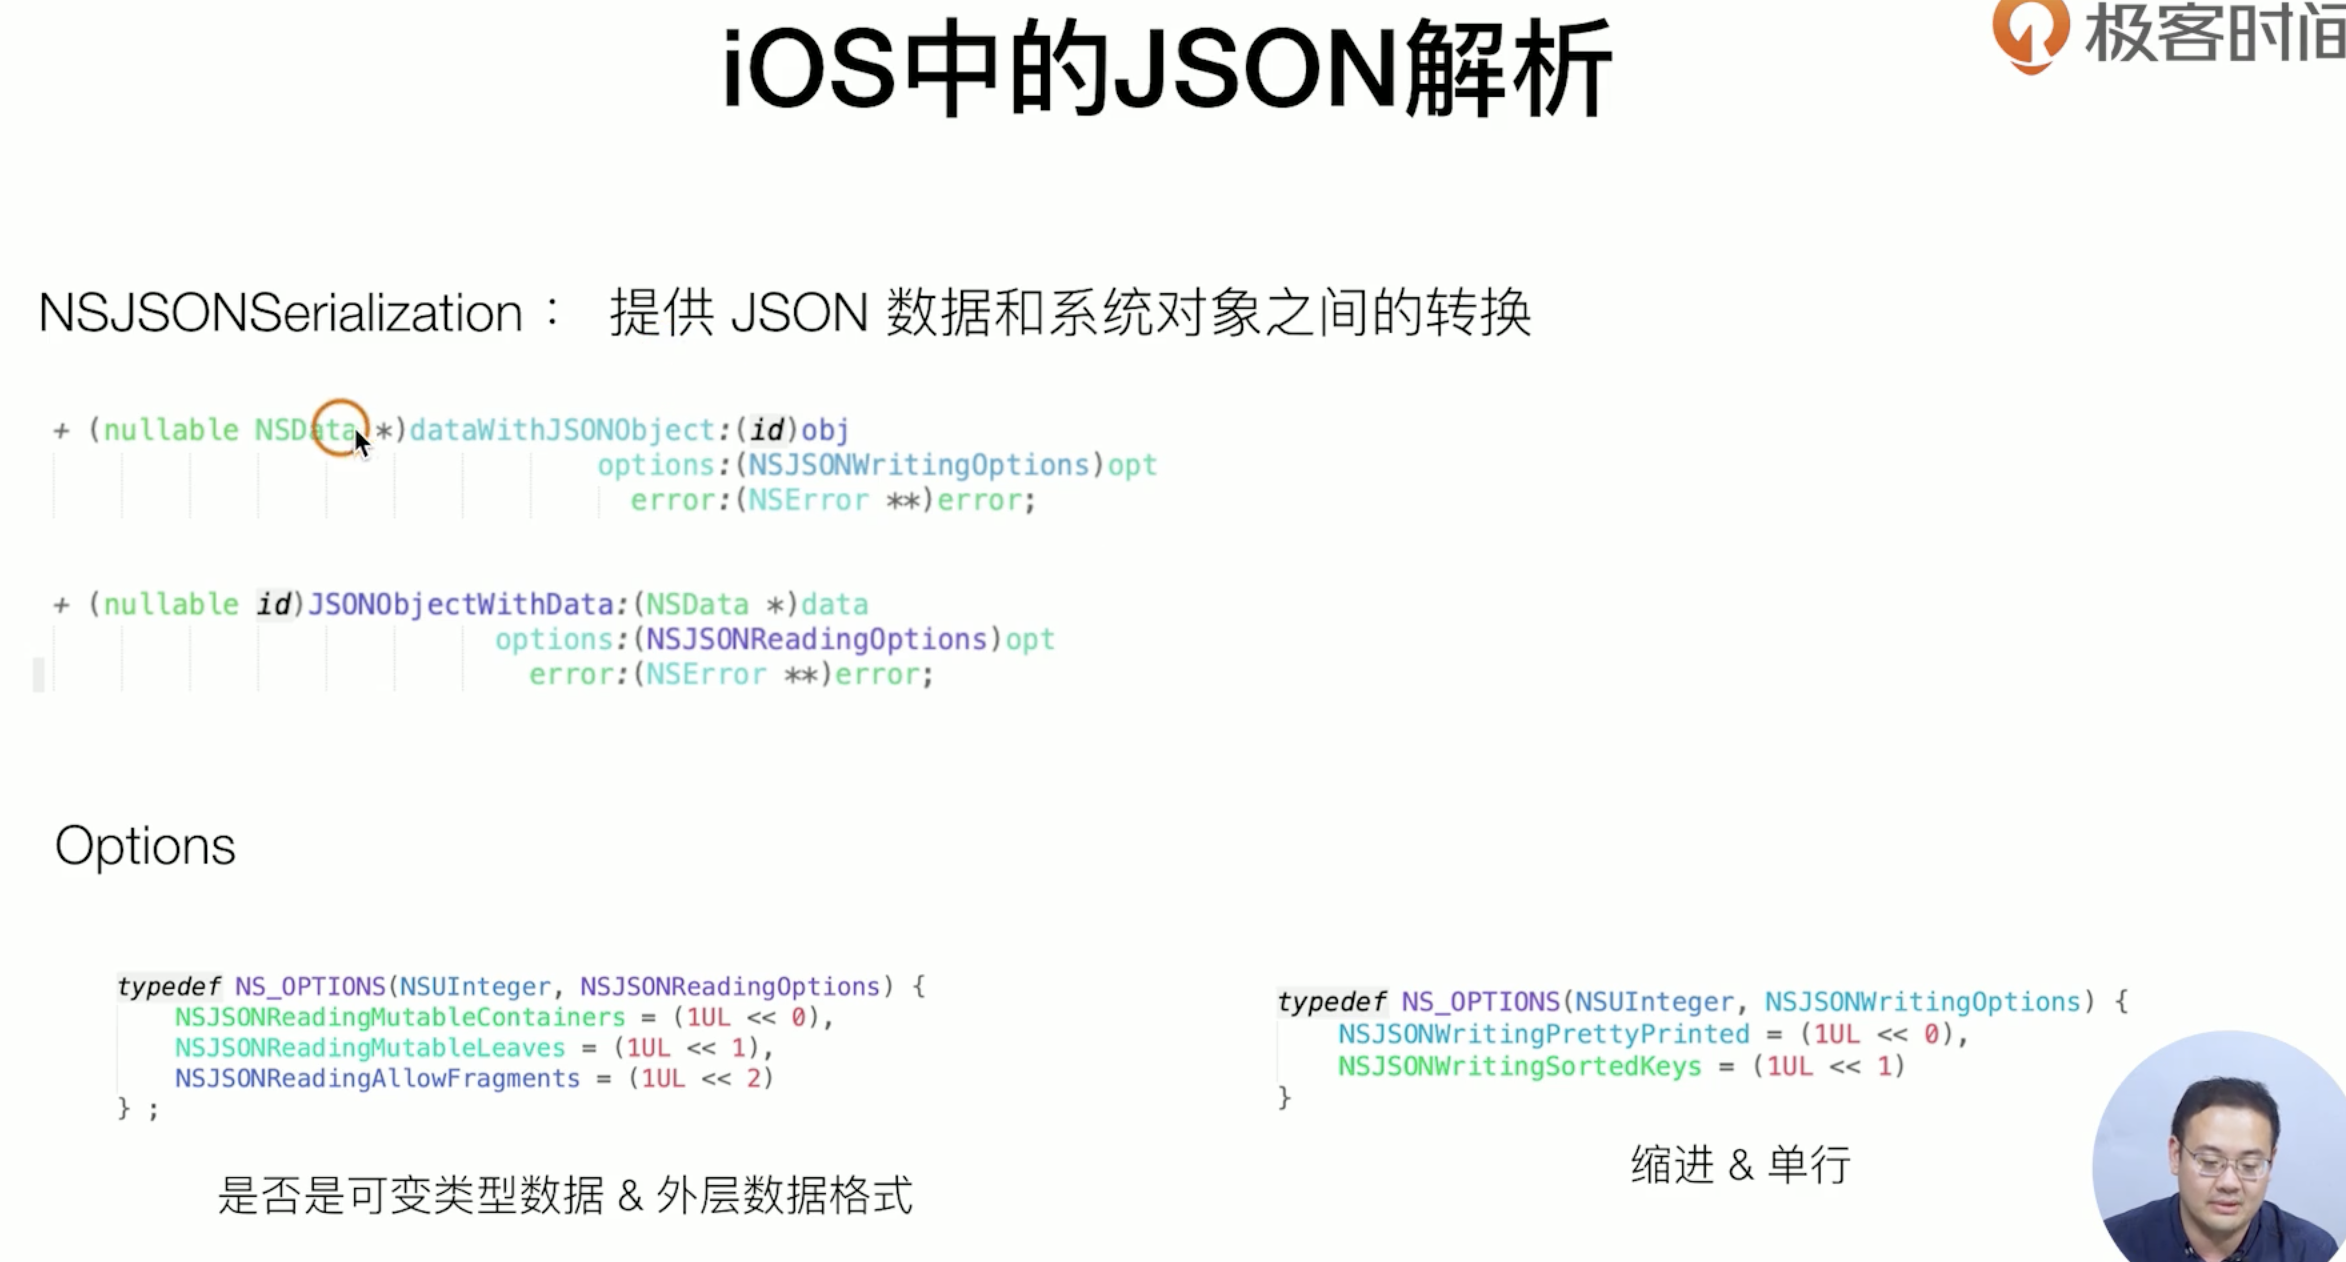 iOS中的JSON解析
极客时间
NSJSONSerialization： 提供 JSON 数据和系统对象之间的转换
+ (nullable NSData *)dataWithJSONObject:(id)obj
options:(NSJSONWritingOptions)opt
error:(NSError **)error;
+ (nullable id)JSONObjectWithData:(NSData *)data
options:(NSJSONReadingOptions)opt
error:(NSError **)error;
Options
typedef NS_OPTIONS(NSUInteger, NSJSONReadingOptions) {
NSJSONReadingMutableContainers = (1UL << 0),
NSJSONReadingMutableLeaves = (1UL << 1),
NSJSONReadingAllowFragments = (1UL << 2)
} ;
是否是可变类型数据 & 外层数据格式
typedef NS_OPTIONS(NSUInteger, NSJSONWritingOptions) {
NSJSONWritingPrettyPrinted = (1UL << 0),
NSJSONWritingSortedKeys = (1UL << 1)
}
缩进 & 单行